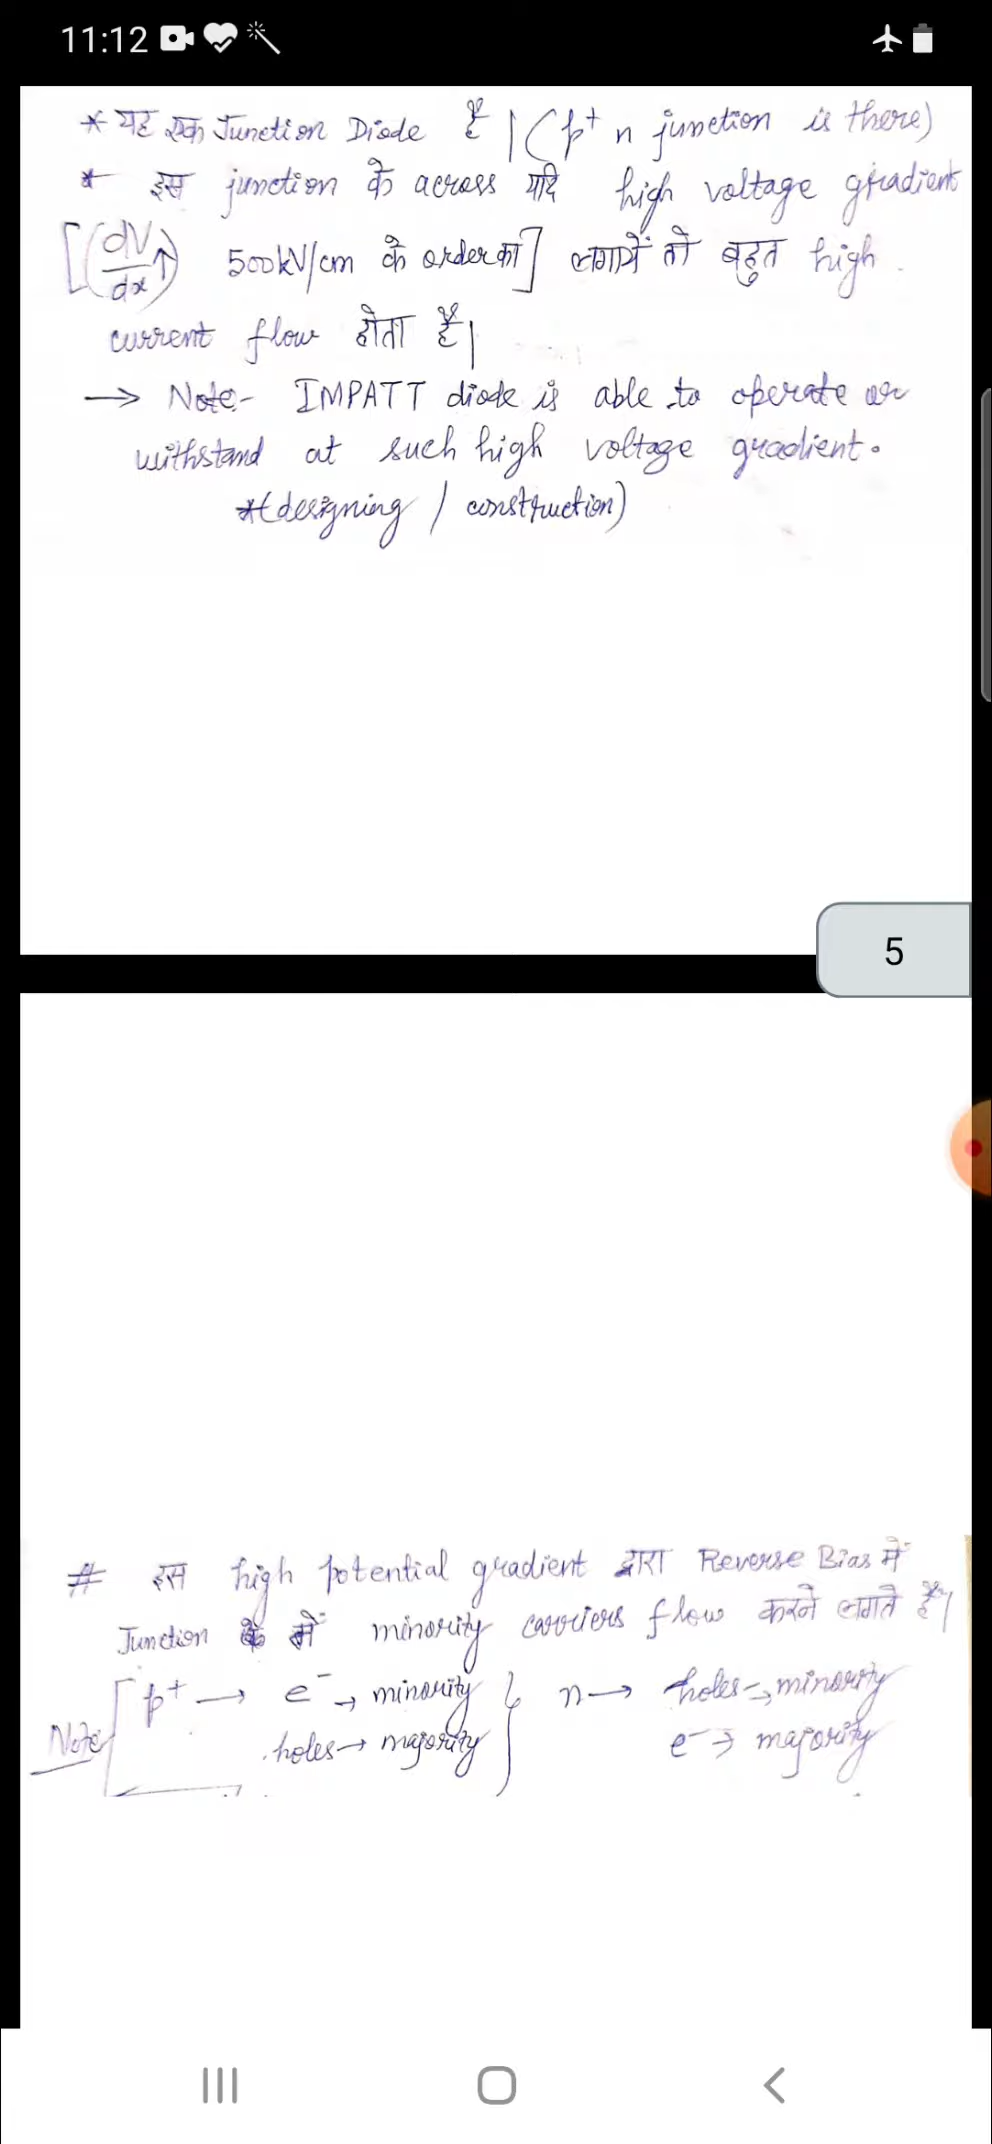 11:12
* यह एक Junction Diode है | (p+ n junction is there)
* इस junction के across यदि high voltage gradient
[(dV/dx↑) 500kV/cm के order का] लगायें तो बहुत high
current flow होता है|
→ Note- IMPATT diode is able to operate or
withstand at such high voltage gradient.
*(designing / construction)
5
# इस high potential gradient द्वारा Reverse Bias में
Junction में minority carriers flow करने लगते हैं|
Note [p+ → e- → minority } n → holes → minority
holes → majority e- → majority